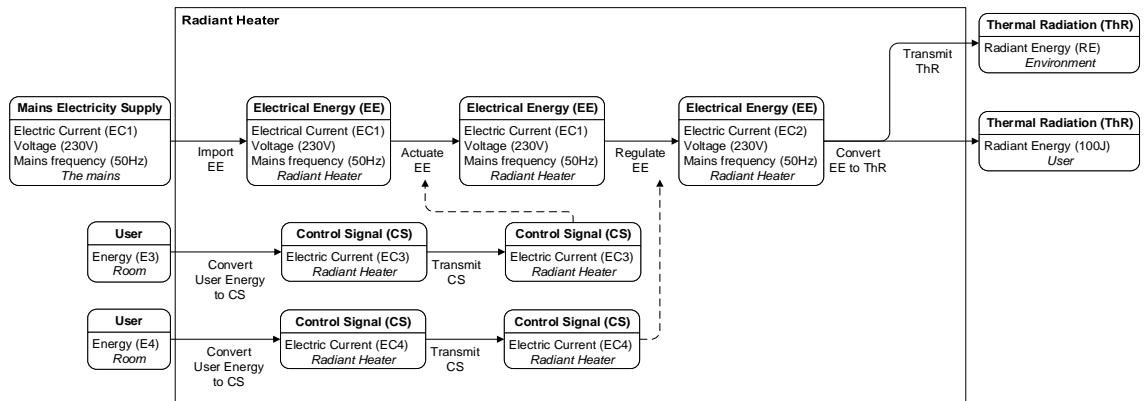 Radiant Heater
Thermal Radiation (ThR)
Radiant Energy (RE)
Environment
Transmit
ThR
Mains Electricity Supply
Electric Current (EC1)
Voltage (230V)
Mains frequency (50Hz)
The mains
Import
EE
Electrical Energy (EE)
Electrical Current (EC1)
Voltage (230V)
Mains frequency (50Hz)
Radiant Heater
Actuate
EE
Electrical Energy (EE)
Electric Current (EC1)
Voltage (230V)
Mains frequency (50Hz)
Radiant Heater
Regulate
EE
Electrical Energy (EE)
Electric Current (EC2)
Voltage (230V)
Mains frequency (50Hz)
Radiant Heater
Convert
EE to ThR
Thermal Radiation (ThR)
Radiant Energy (100J)
User
User
Energy (E3)
Room
Convert
User Energy
to CS
Control Signal (CS)
Electric Current (EC3)
Radiant Heater
Transmit
CS
Control Signal (CS)
Electric Current (EC3)
Radiant Heater
User
Energy (E4)
Room
Convert
User Energy
to CS
Control Signal (CS)
Electric Current (EC4)
Radiant Heater
Transmit
CS
Control Signal (CS)
Electric Current (EC4)
Radiant Heater